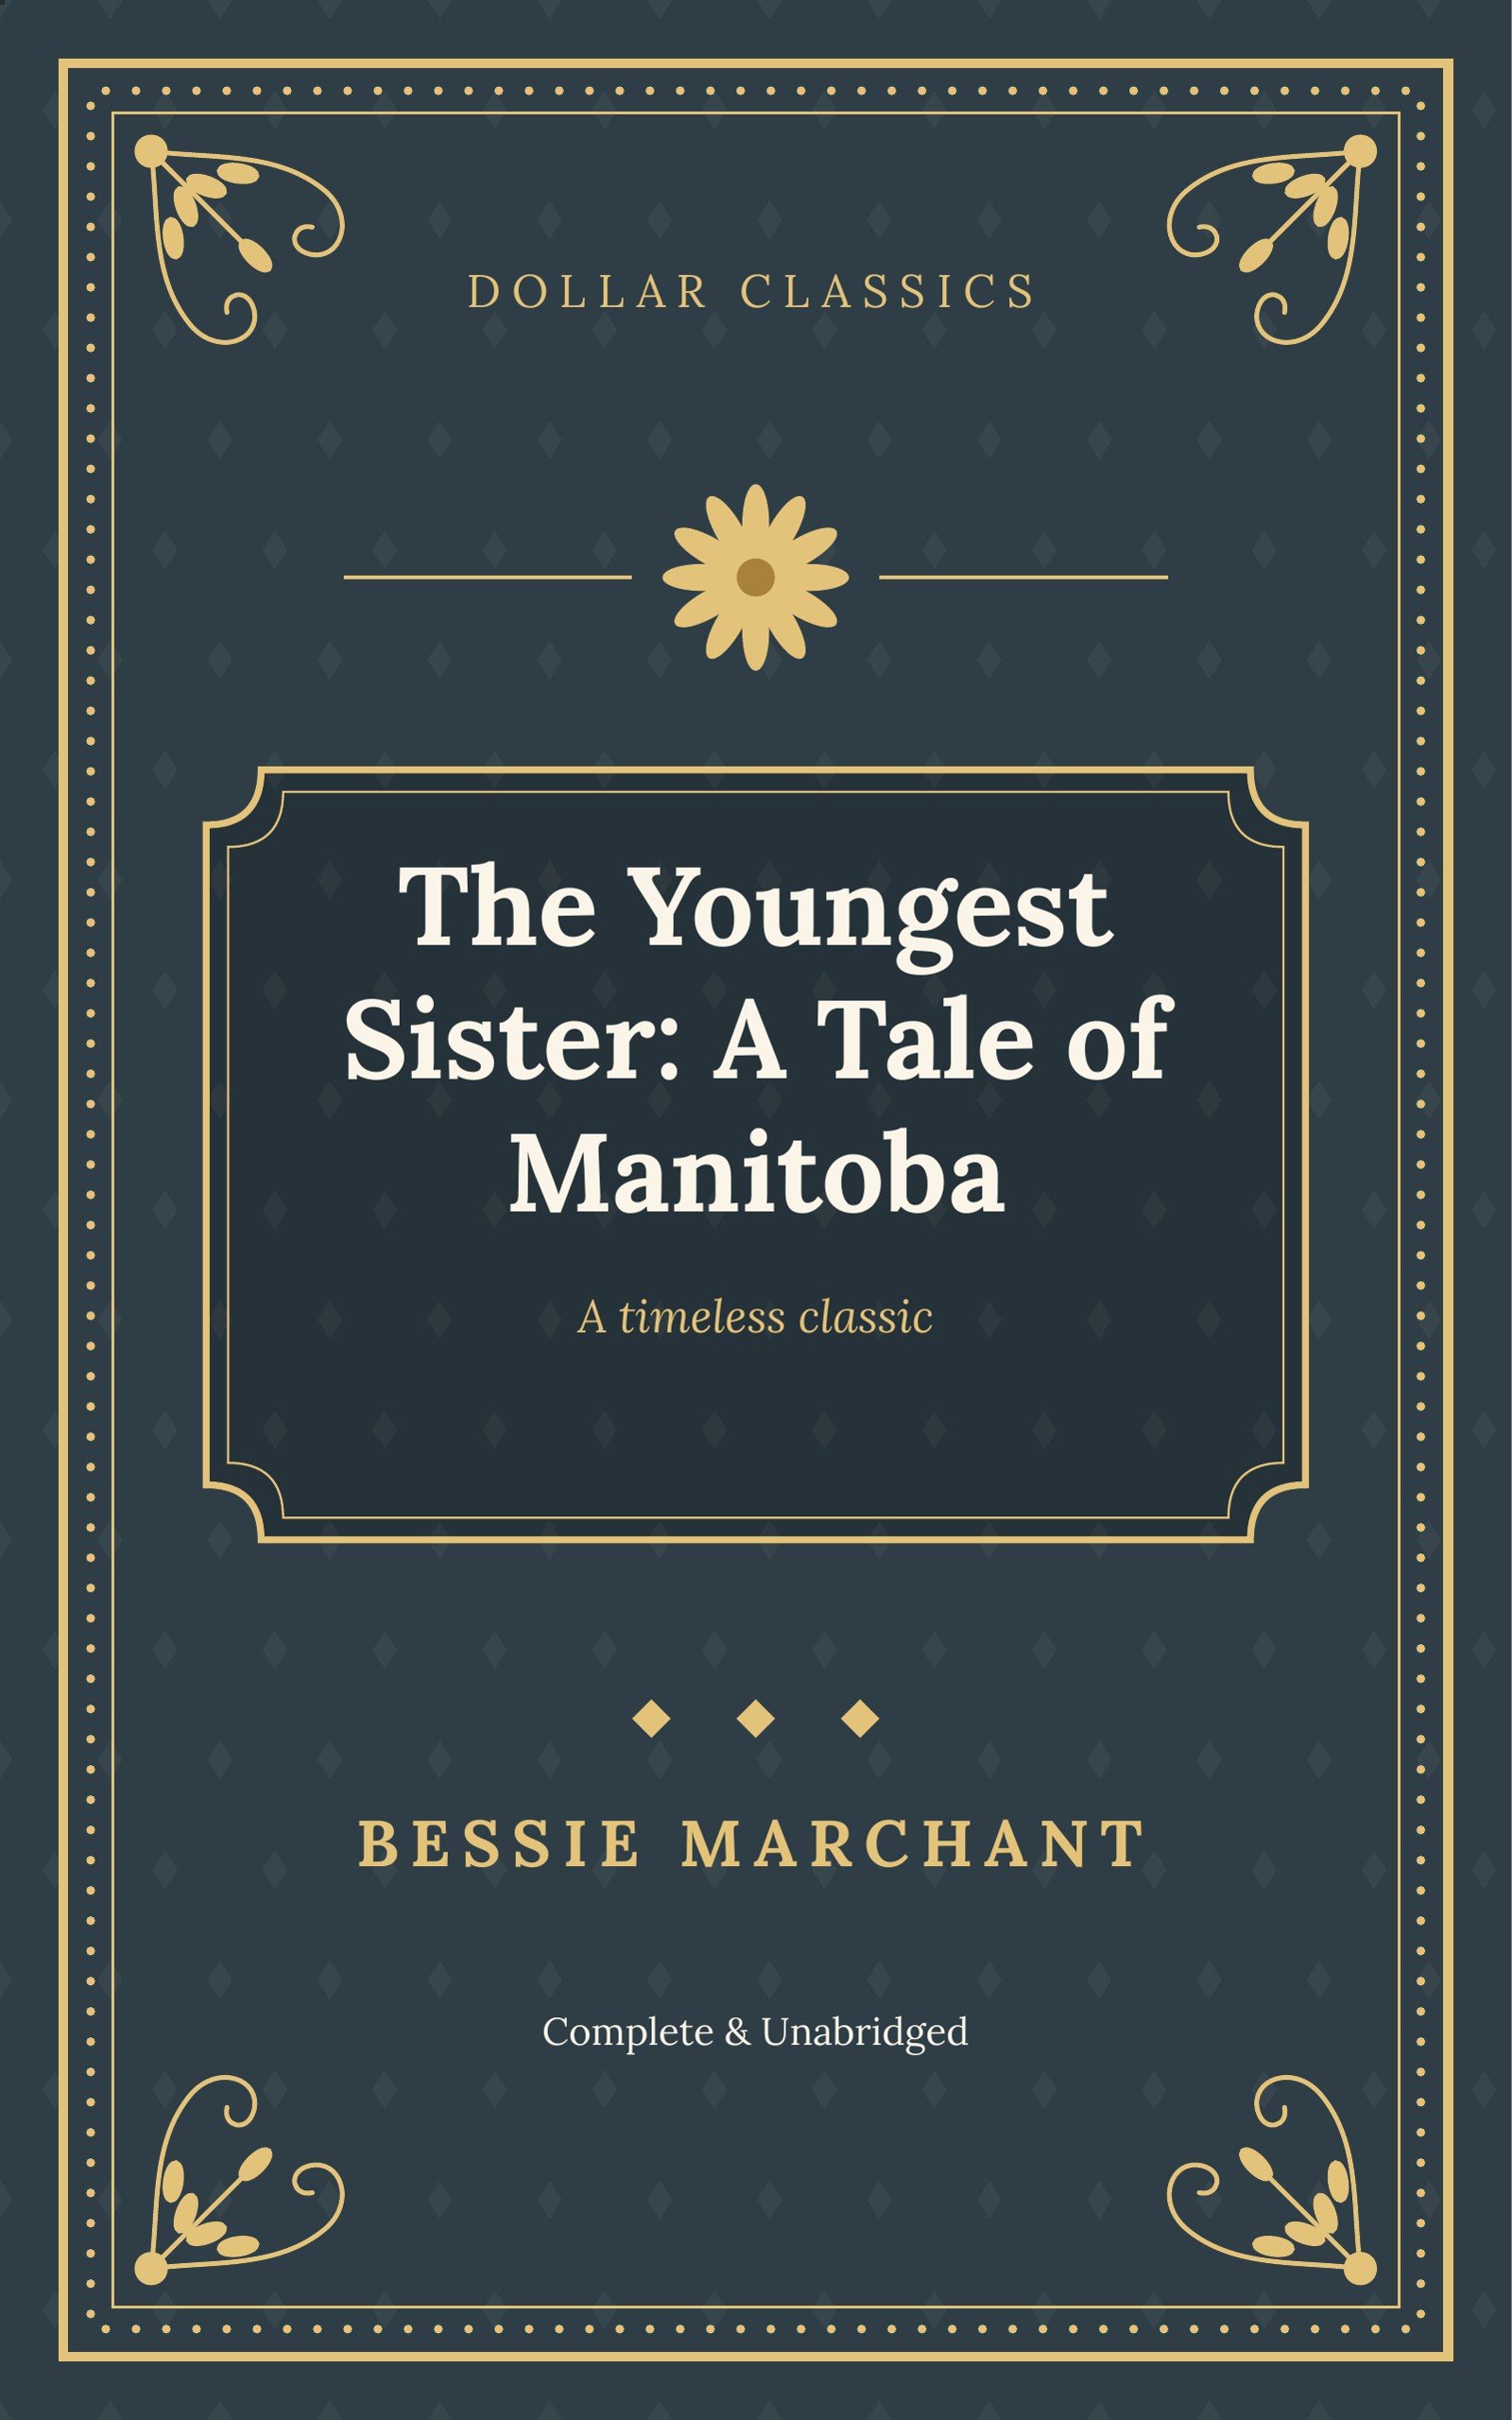 DOLLAR CLASSICS
The Youngest
Sister: A Tale of
Manitoba
A timeless classic
BESSIE MARCHANT
Complete & Unabridged